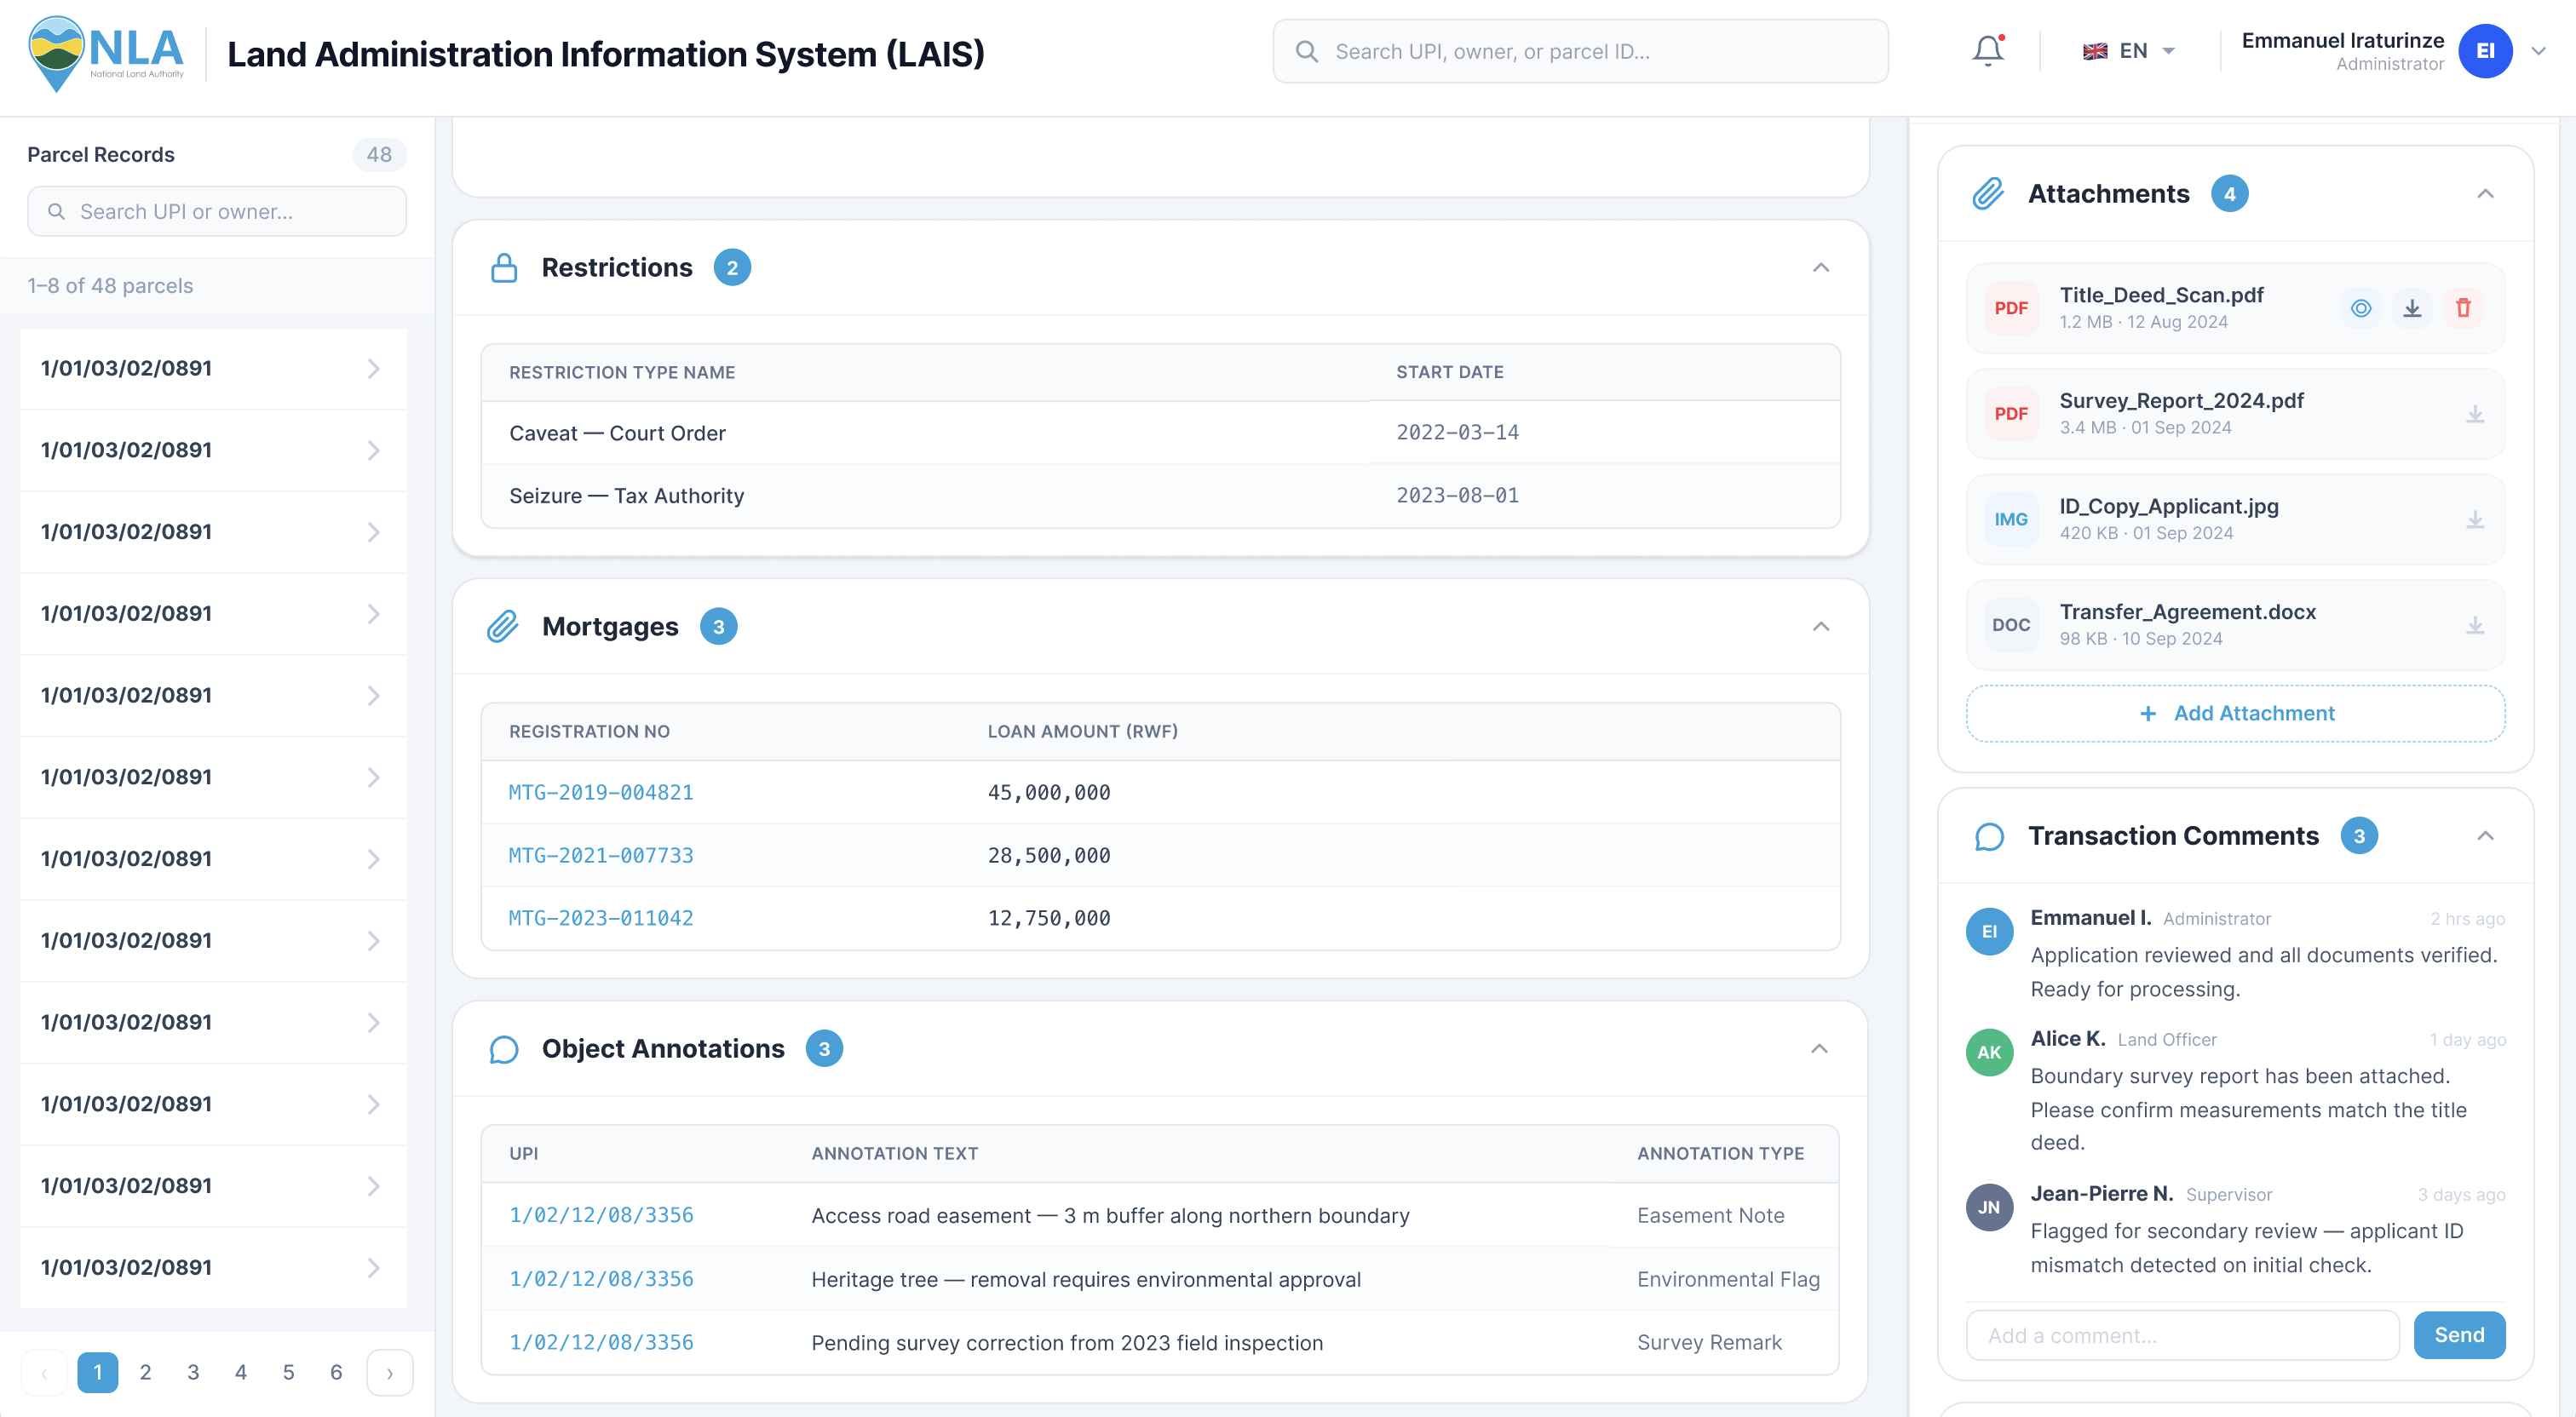 NLA
National Land Authority
Land Administration Information System (LAIS)
Search UPI, owner, or parcel ID...
EN
Emmanuel Iraturinze
Administrator
EI
Parcel Records
48
Search UPI or owner...
1–8 of 48 parcels
1/01/03/02/0891
1/01/03/02/0891
1/01/03/02/0891
1/01/03/02/0891
1/01/03/02/0891
1/01/03/02/0891
1/01/03/02/0891
1/01/03/02/0891
1/01/03/02/0891
1/01/03/02/0891
1/01/03/02/0891
1/01/03/02/0891
‹ 1 2 3 4 5 6 ›
Restrictions 2
RESTRICTION TYPE NAME START DATE
Caveat — Court Order 2022-03-14
Seizure — Tax Authority 2023-08-01
Mortgages 3
REGISTRATION NO LOAN AMOUNT (RWF)
MTG-2019-004821 45,000,000
MTG-2021-007733 28,500,000
MTG-2023-011042 12,750,000
Object Annotations 3
UPI ANNOTATION TEXT ANNOTATION TYPE
1/02/12/08/3356 Access road easement — 3 m buffer along northern boundary Easement Note
1/02/12/08/3356 Heritage tree — removal requires environmental approval Environmental Flag
1/02/12/08/3356 Pending survey correction from 2023 field inspection Survey Remark
Attachments 4
PDF
Title_Deed_Scan.pdf
1.2 MB · 12 Aug 2024
PDF
Survey_Report_2024.pdf
3.4 MB · 01 Sep 2024
IMG
ID_Copy_Applicant.jpg
420 KB · 01 Sep 2024
DOC
Transfer_Agreement.docx
98 KB · 10 Sep 2024
+ Add Attachment
Transaction Comments 3
EI
Emmanuel I. Administrator 2 hrs ago
Application reviewed and all documents verified.
Ready for processing.
AK
Alice K. Land Officer 1 day ago
Boundary survey report has been attached.
Please confirm measurements match the title
deed.
JN
Jean-Pierre N. Supervisor 3 days ago
Flagged for secondary review — applicant ID
mismatch detected on initial check.
Add a comment...
Send